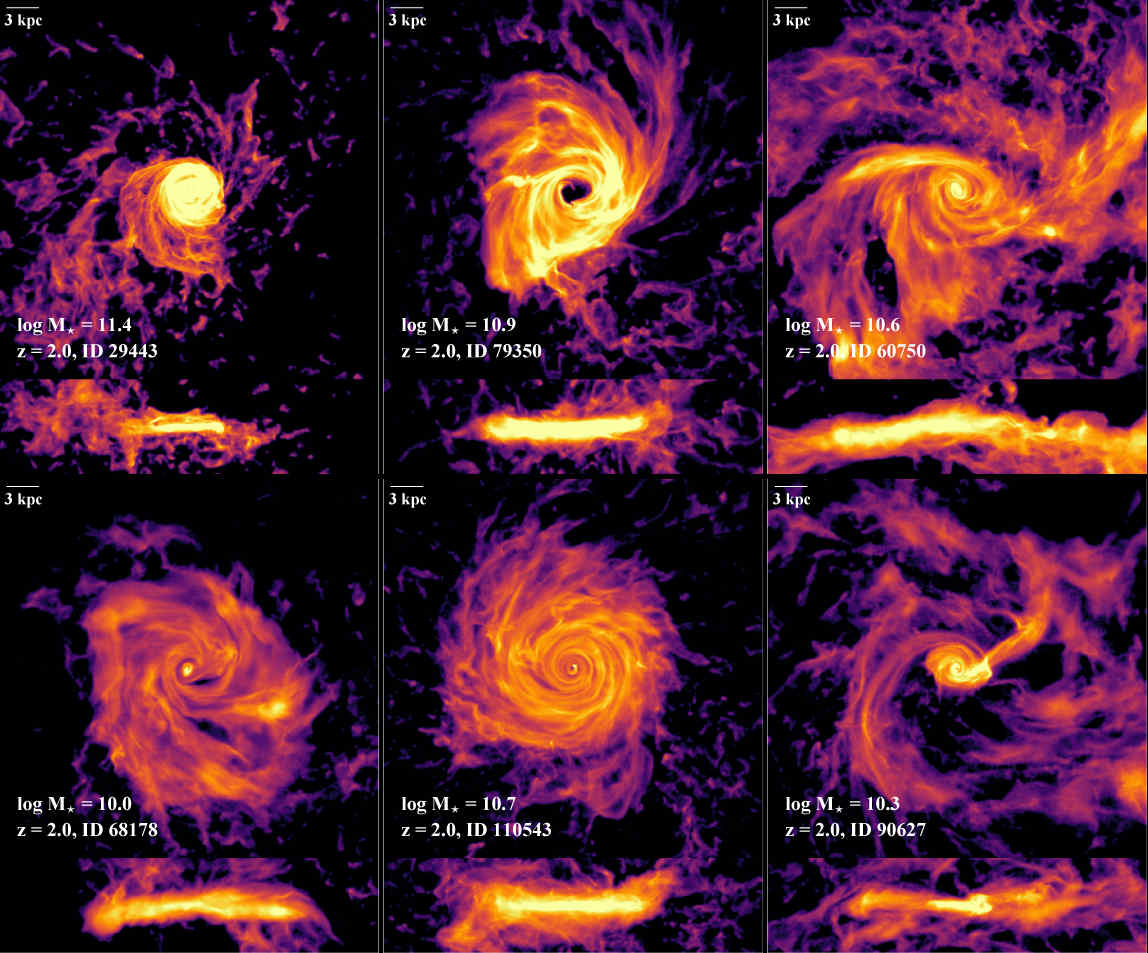 3 kpc
log M⋆ = 11.4
z = 2.0, ID 29443
3 kpc
log M⋆ = 10.9
z = 2.0, ID 79350
3 kpc
log M⋆ = 10.6
z = 2.0, ID 60750
3 kpc
log M⋆ = 10.0
z = 2.0, ID 68178
3 kpc
log M⋆ = 10.7
z = 2.0, ID 110543
3 kpc
log M⋆ = 10.3
z = 2.0, ID 90627